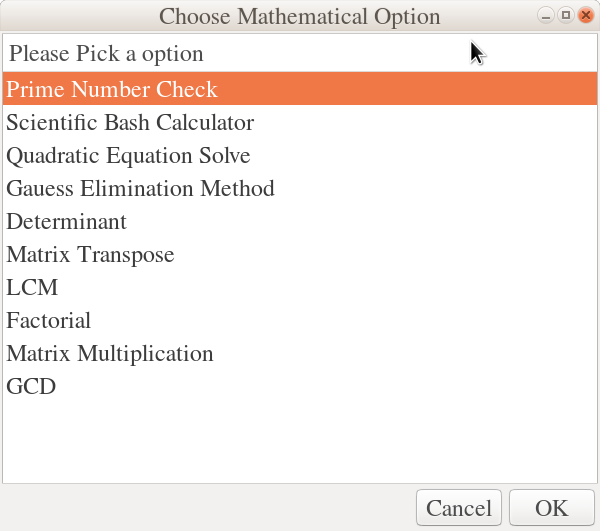 Choose Mathematical Option
Please Pick a option
Prime Number Check
Scientific Bash Calculator
Quadratic Equation Solve
Gauess Elimination Method
Determinant
Matrix Transpose
LCM
Factorial
Matrix Multiplication
GCD
Cancel OK